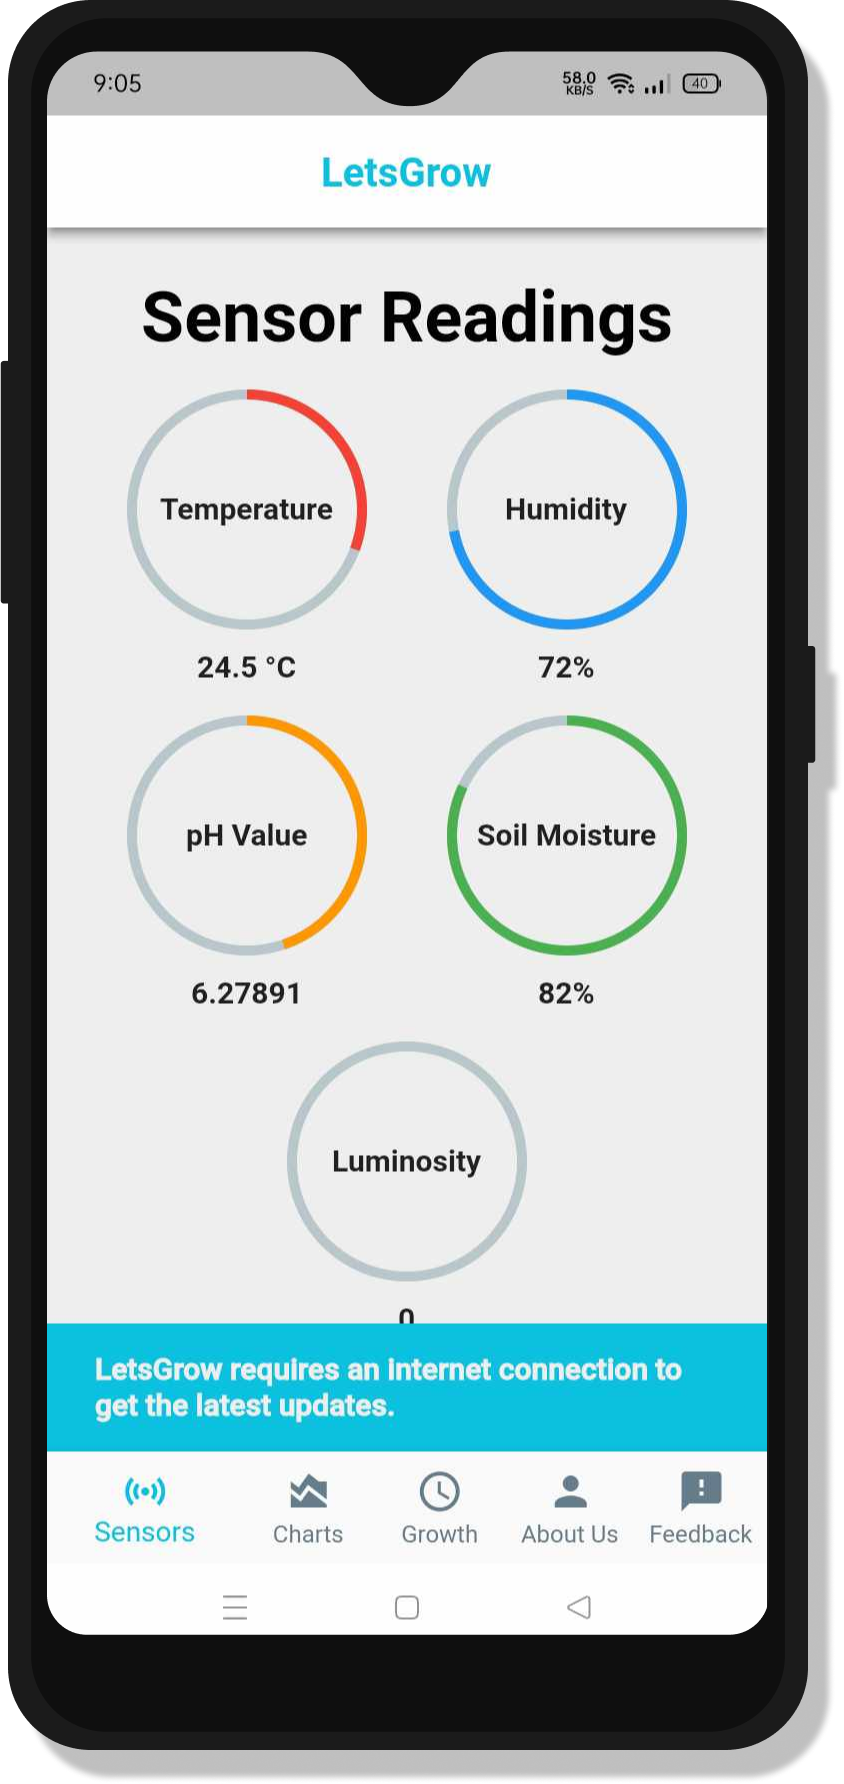 9:05
58.0
KB/S
40
LetsGrow
Sensor Readings
Temperature
Humidity
24.5 °C
72%
pH Value
Soil Moisture
6.27891
82%
Luminosity
0
LetsGrow requires an internet connection to
get the latest updates.
Sensors
Charts
Growth
About Us
Feedback